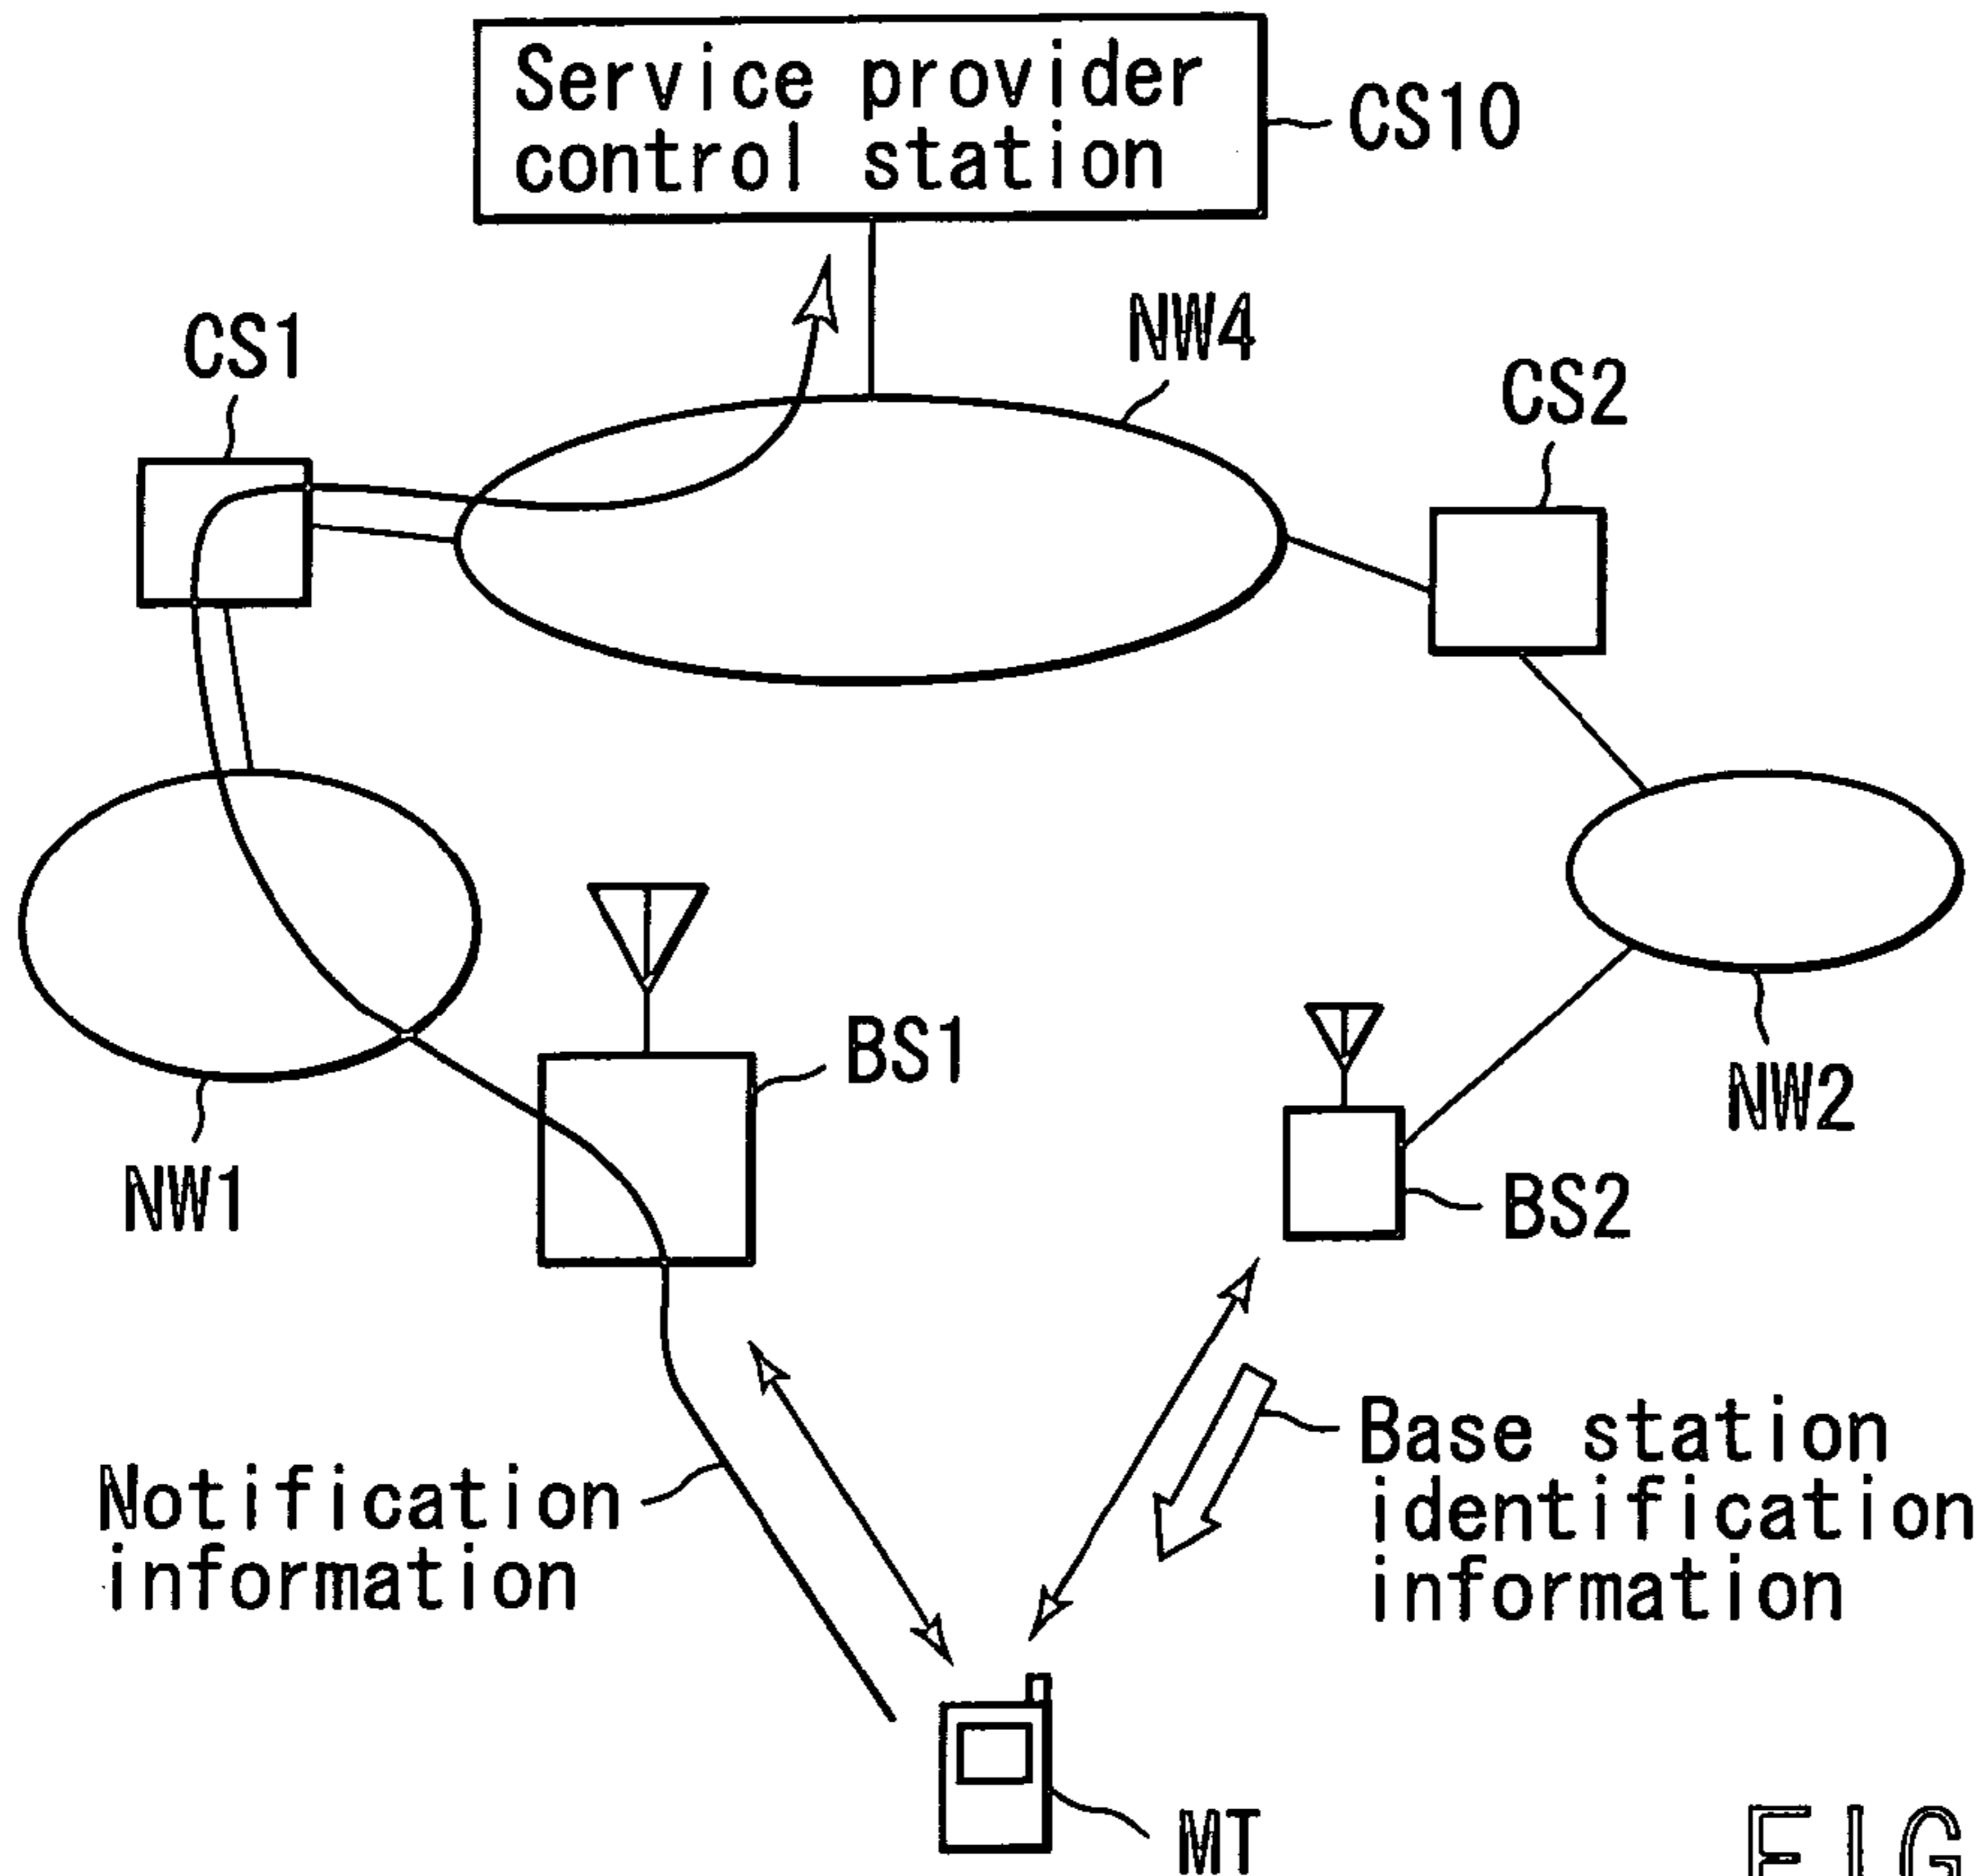 Service provider
control station
CS10
CS1
NW4
CS2
BS1
NW2
NW1
BS2
Notification
information
Base station
identification
information
MT
FIG